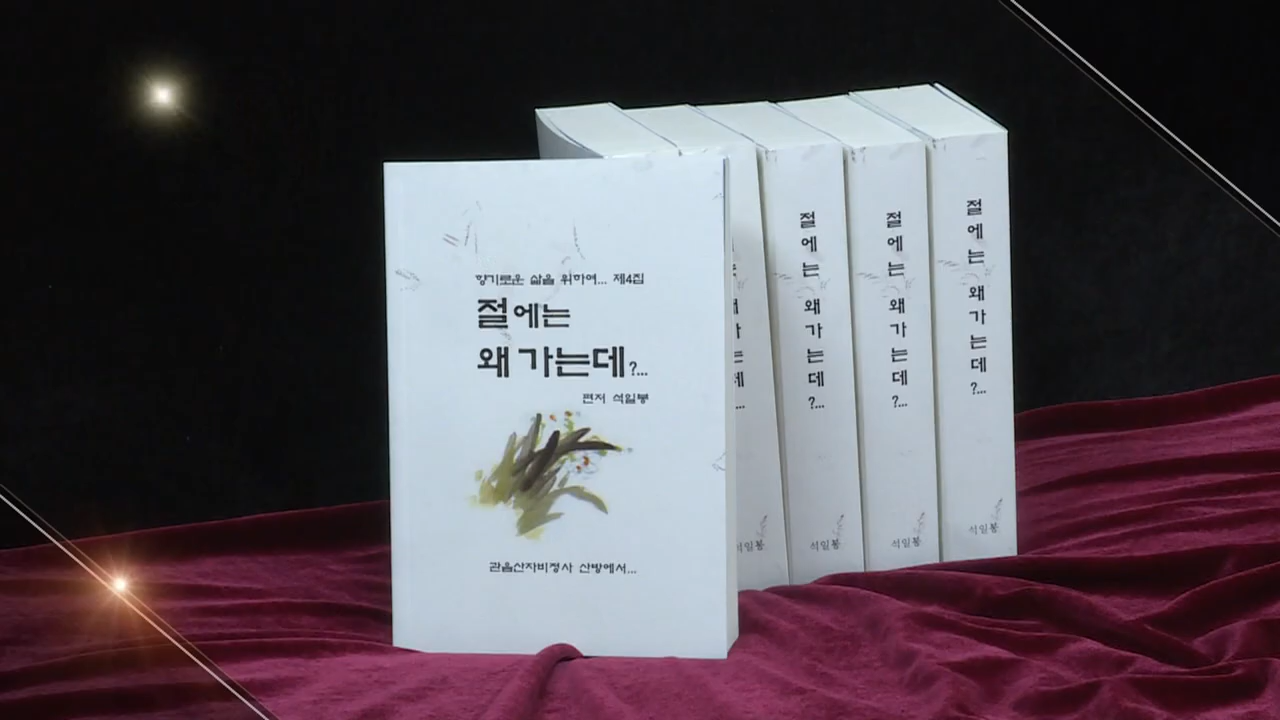 향기로운 삶을 위하여... 제4집
절에는
왜 가는데?...
편저 석일봉
관음산자비정사 산방에서...
석일봉
절에는 왜가는데?...
석일봉
절에는 왜가는데?...
석일봉
절에는 왜가는데?...
석일봉